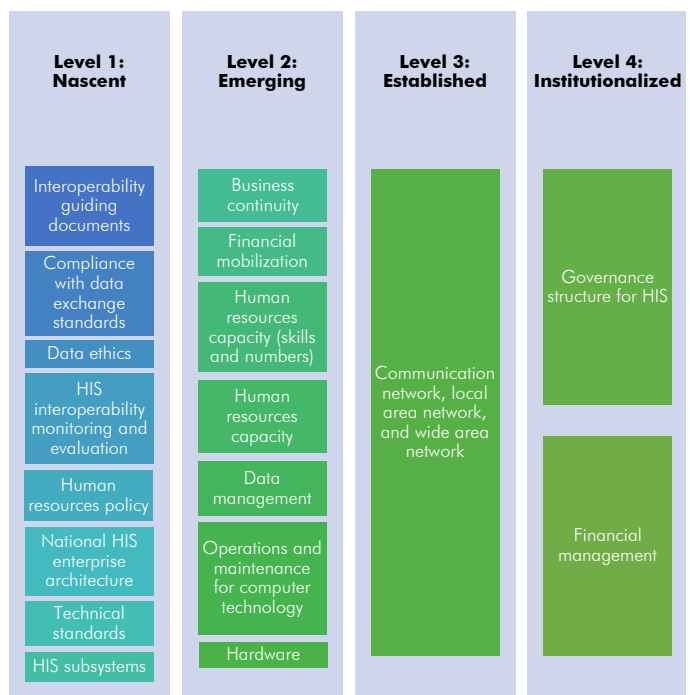 Level 1:
Nascent
Interoperability
guiding
documents
Compliance
with data
exchange
standards
Data ethics
HIS
interoperability
monitoring and
evaluation
Human
resources policy
National HIS
enterprise
architecture
Technical
standards
HIS subsystems
Level 2:
Emerging
Business
continuity
Financial
mobilization
Human
resources
capacity (skills
and numbers)
Human
resources
capacity
Data
management
Operations and
maintenance
for computer
technology
Hardware
Level 3:
Established
Communication
network, local
area network,
and wide area
network
Level 4:
Institutionalized
Governance
structure for HIS
Financial
management